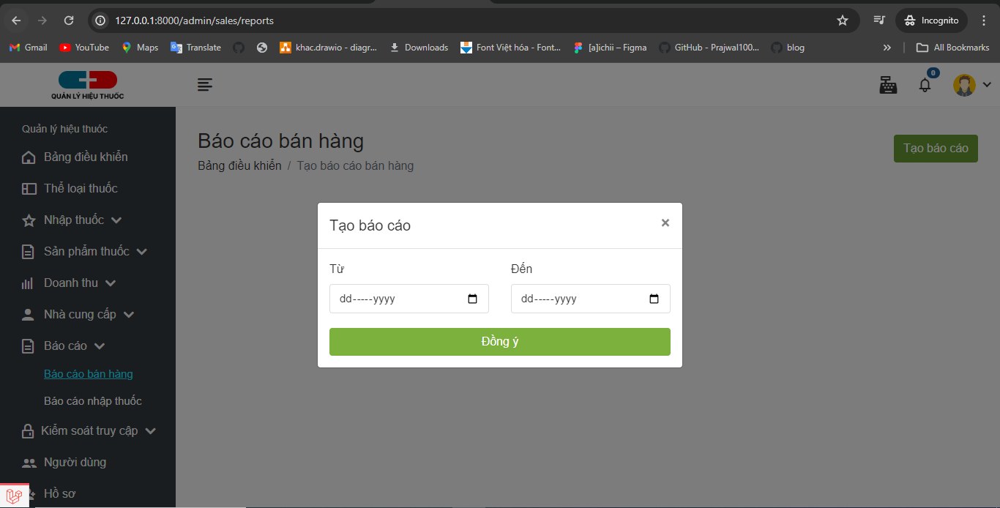 127.0.0.1:8000/admin/sales/reports
Incognito
Gmail
YouTube
Maps
Translate
khac.drawio - diagr...
Downloads
Font Việt hóa - Font...
[a]ichii – Figma
GitHub - Prajwal100...
blog
»
All Bookmarks
QUẢN LÝ HIỆU THUỐC
0
Quản lý hiệu thuóc
Bảng điều khiển
Thể loại thuốc
Nhập thuốc
Sản phẩm thuốc
Doanh thu
Nhà cung cấp
Báo cáo
Báo cáo bán hàng
Báo cáo nhập thuốc
Kiểm soát truy cập
Người dùng
Hồ sơ
Báo cáo bán hàng
Bảng điều khiển / Tạo báo cáo bán hàng
Tạo báo cáo
Tạo báo cáo
×
Từ
Đến
dd-----yyyy
dd-----yyyy
Đồng ý